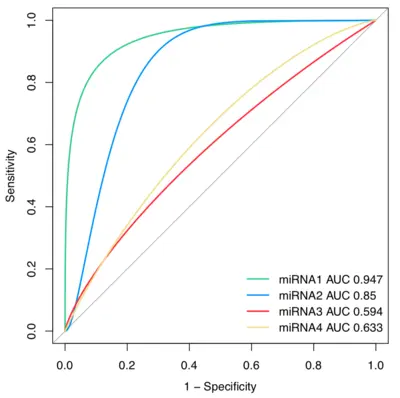 1.0
0.8
0.6
0.4
0.2
0.0
Sensitivity
miRNA1 AUC 0.947
miRNA2 AUC 0.85
miRNA3 AUC 0.594
miRNA4 AUC 0.633
0.0 0.2 0.4 0.6 0.8 1.0
1 − Specificity